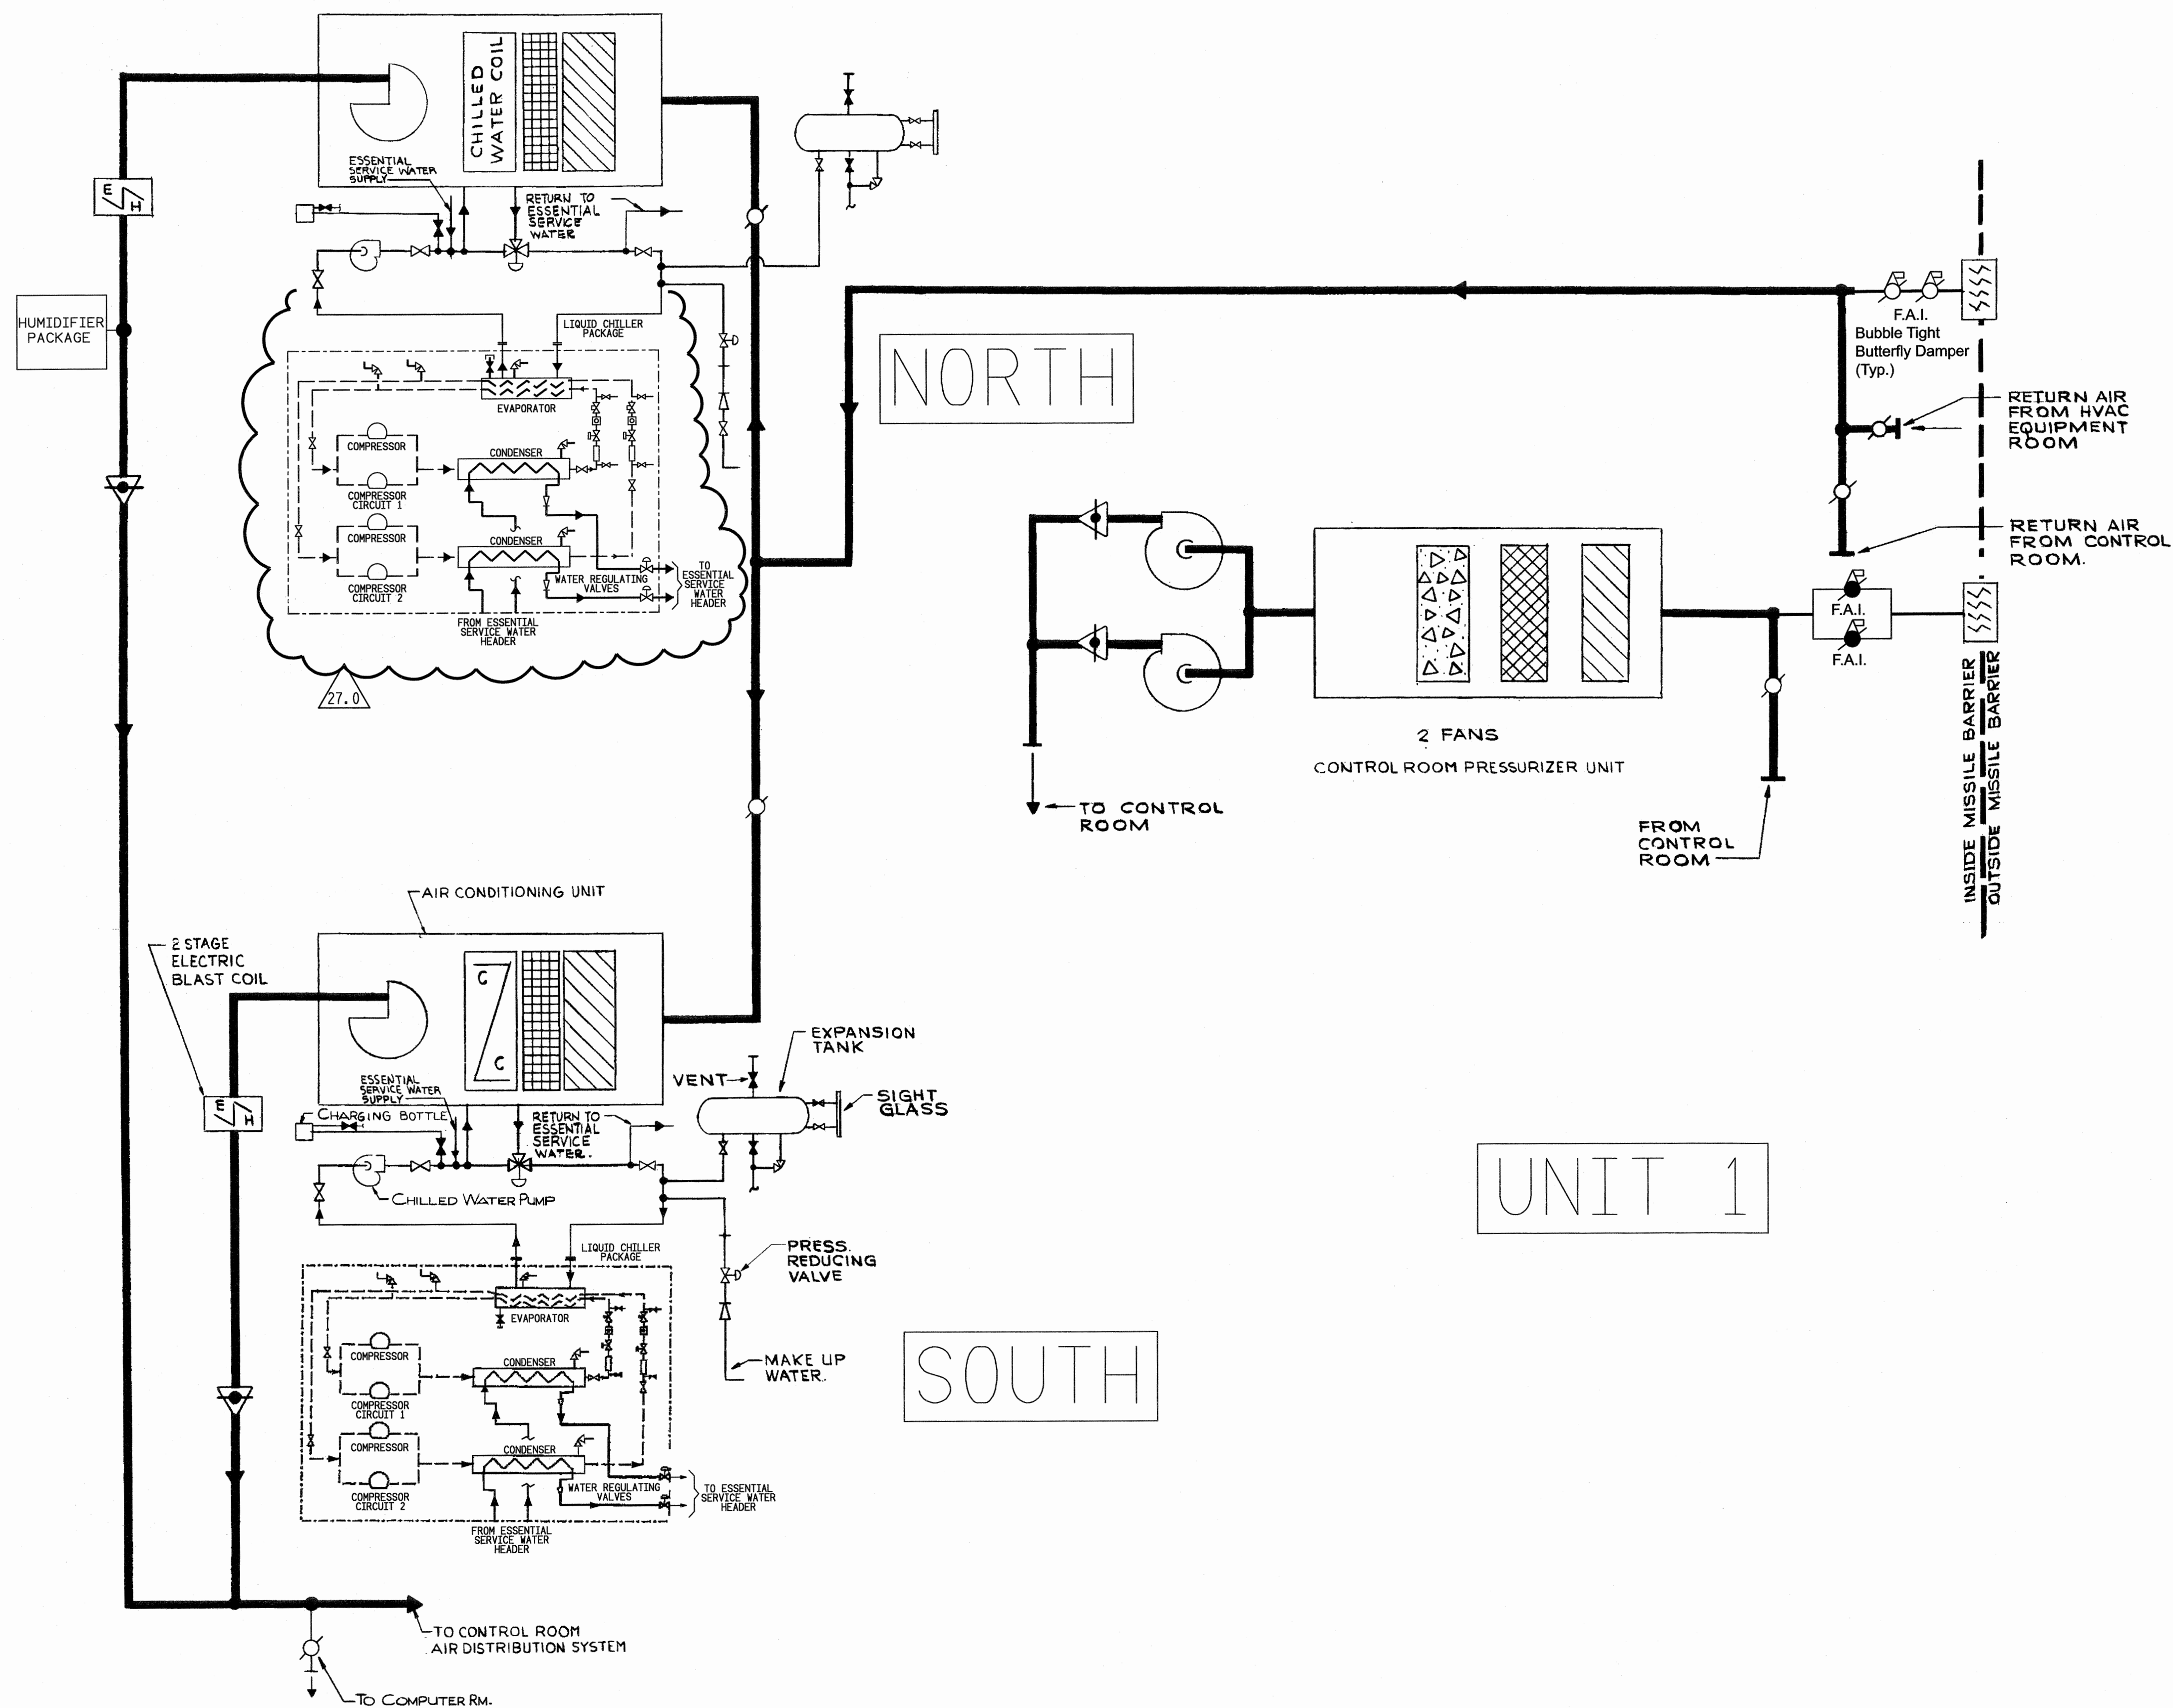 CHILLED
WATER COIL
ESSENTIAL
SERVICE WATER
SUPPLY
RETURN TO
ESSENTIAL
SERVICE
WATER
E
H
HUMIDIFIER
PACKAGE
LIQUID CHILLER
PACKAGE
EVAPORATOR
COMPRESSOR
COMPRESSOR
CIRCUIT 1
CONDENSER
COMPRESSOR
COMPRESSOR
CIRCUIT 2
CONDENSER
WATER REGULATING
VALVES
TO
ESSENTIAL
SERVICE
WATER
HEADER
FROM ESSENTIAL
SERVICE WATER
HEADER
27.0
NORTH
F.A.I.
Bubble Tight
Butterfly Damper
(Typ.)
RETURN AIR
FROM HVAC
EQUIPMENT
ROOM
RETURN AIR
FROM CONTROL
ROOM.
F.A.I.
F.A.I.
INSIDE MISSILE BARRIER
OUTSIDE MISSILE BARRIER
2 FANS
CONTROL ROOM PRESSURIZER UNIT
TO CONTROL
ROOM
FROM
CONTROL
ROOM
AIR CONDITIONING UNIT
2 STAGE
ELECTRIC
BLAST COIL
C
C
E
H
ESSENTIAL
SERVICE WATER
SUPPLY
CHARGING BOTTLE
RETURN TO
ESSENTIAL
SERVICE
WATER.
EXPANSION
TANK
VENT
SIGHT
GLASS
CHILLED WATER PUMP
LIQUID CHILLER
PACKAGE
PRESS.
REDUCING
VALVE
MAKE UP
WATER.
EVAPORATOR
COMPRESSOR
COMPRESSOR
CIRCUIT 1
CONDENSER
COMPRESSOR
COMPRESSOR
CIRCUIT 2
CONDENSER
WATER REGULATING
VALVES
TO ESSENTIAL
SERVICE WATER
HEADER
FROM ESSENTIAL
SERVICE WATER
HEADER
UNIT 1
SOUTH
TO CONTROL ROOM
AIR DISTRIBUTION SYSTEM
TO COMPUTER RM.